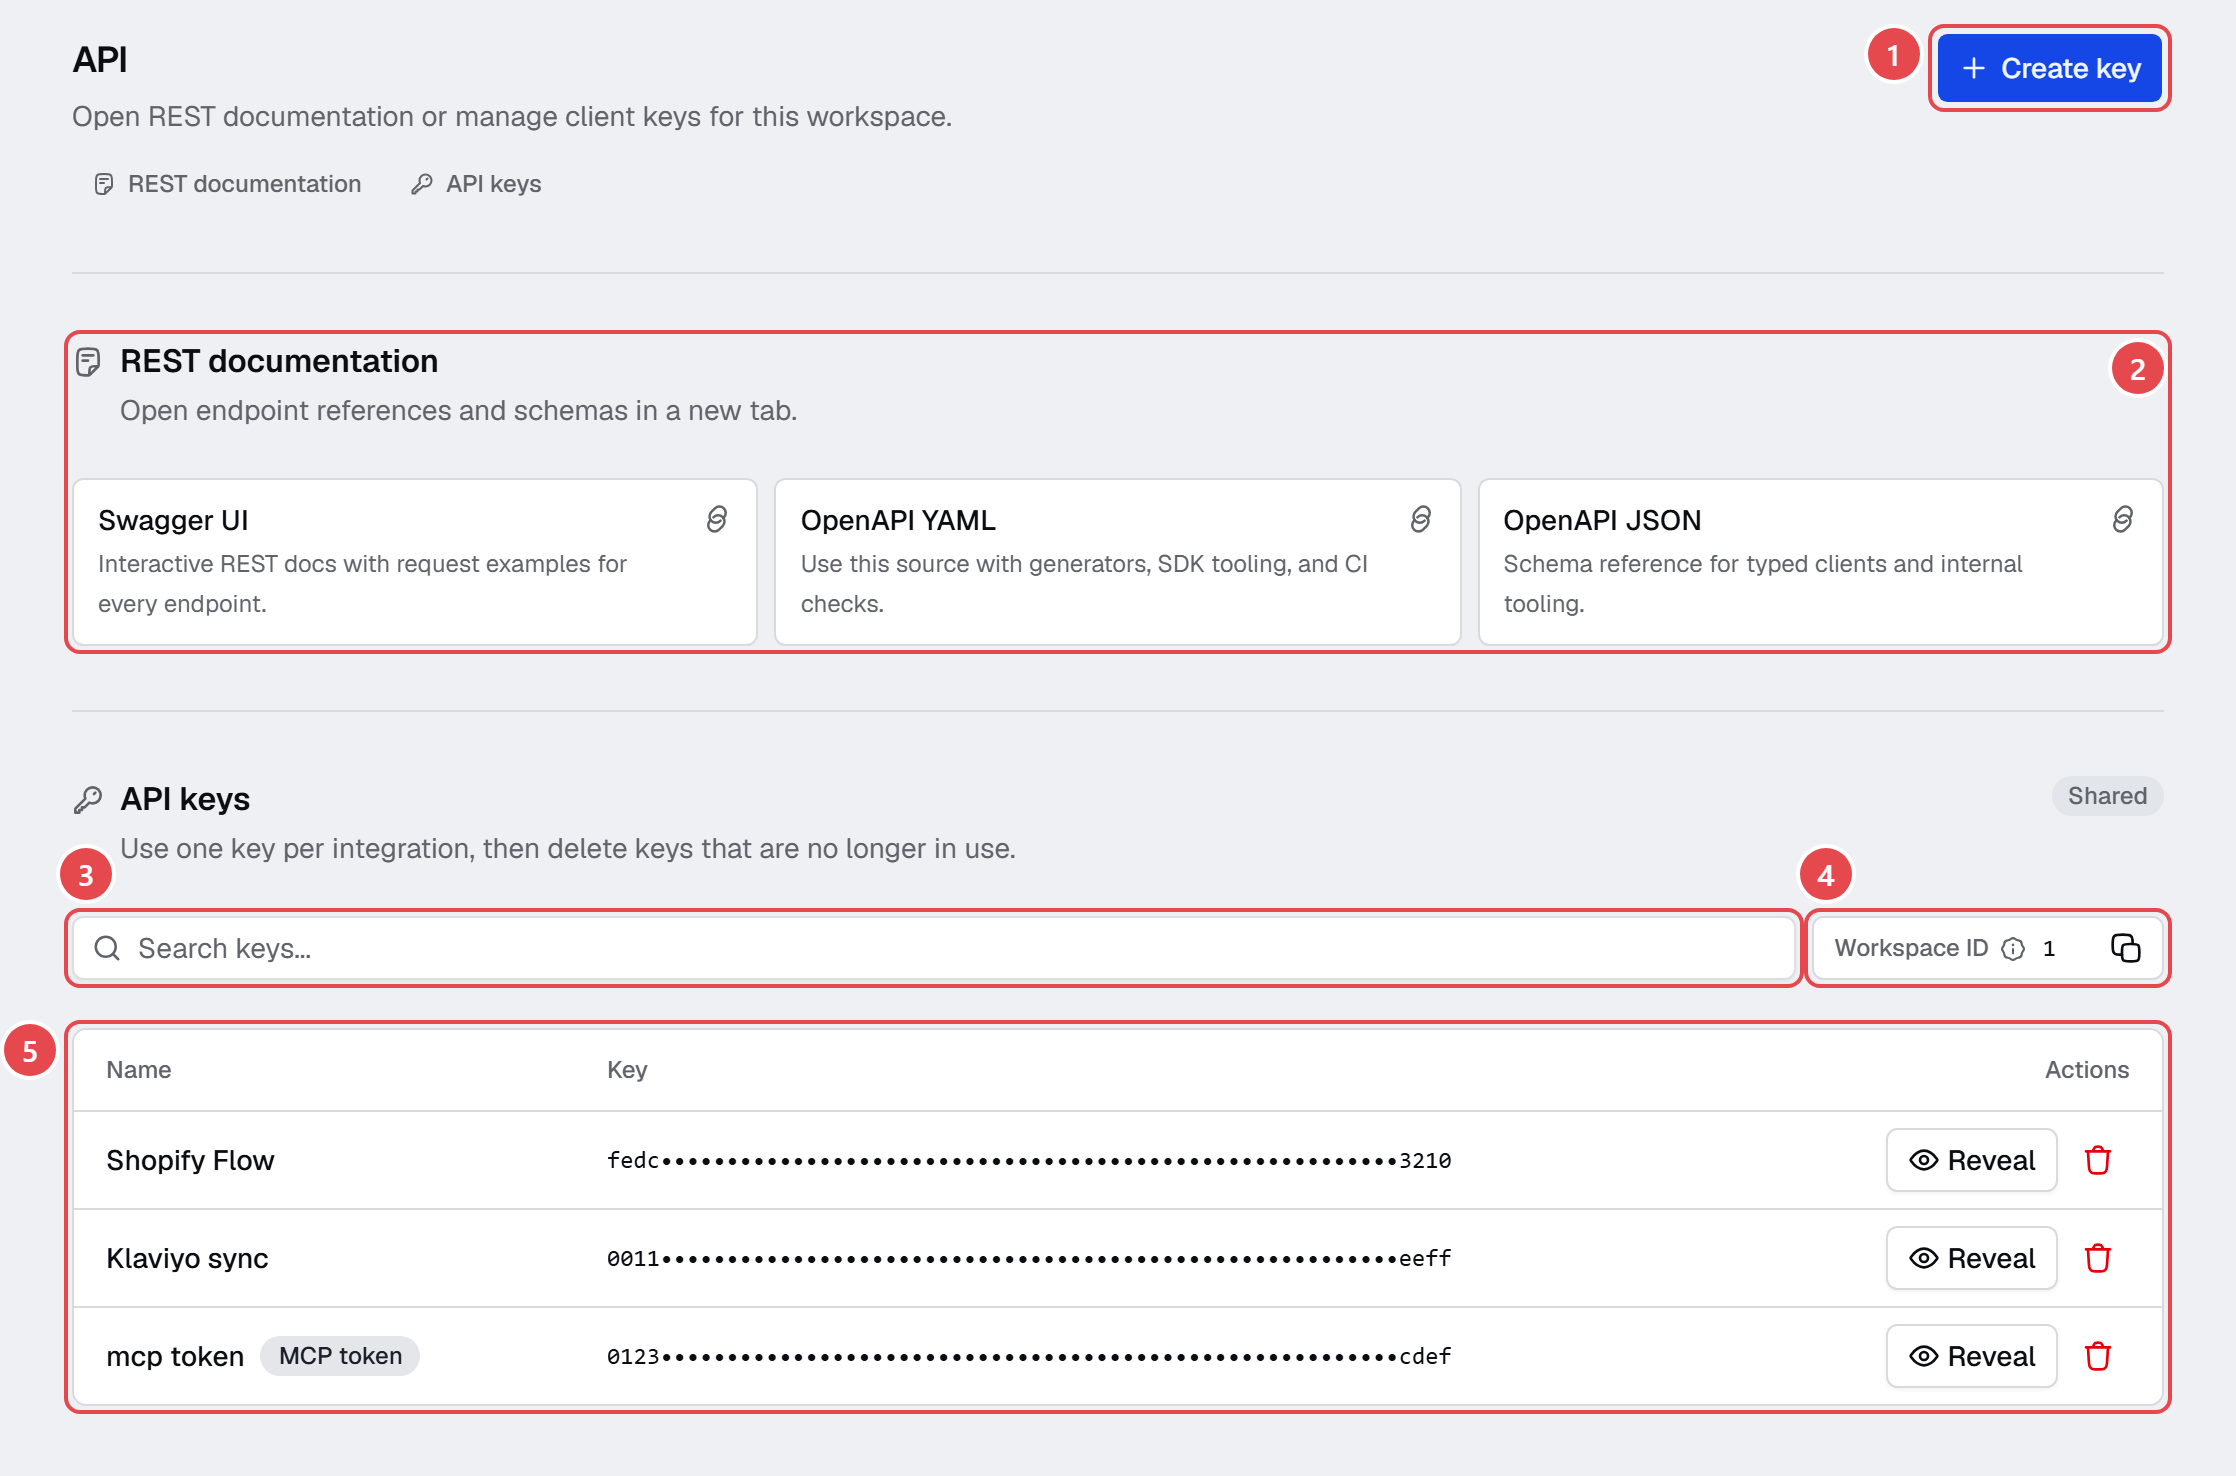 API
1
+ Create key
Open REST documentation or manage client keys for this workspace.
REST documentation
API keys
REST documentation
2
Open endpoint references and schemas in a new tab.
Swagger UI
Interactive REST docs with request examples for
every endpoint.
OpenAPI YAML
Use this source with generators, SDK tooling, and CI
checks.
OpenAPI JSON
Schema reference for typed clients and internal
tooling.
API keys
Shared
Use one key per integration, then delete keys that are no longer in use.
3
4
Search keys...
Workspace ID 1
5
Name Key Actions
Shopify Flow fedc••••••••••••••••••••••••••••••••••••••••••••••••••••••••3210 Reveal
Klaviyo sync 0011••••••••••••••••••••••••••••••••••••••••••••••••••••••••eeff Reveal
mcp token MCP token 0123••••••••••••••••••••••••••••••••••••••••••••••••••••••••cdef Reveal